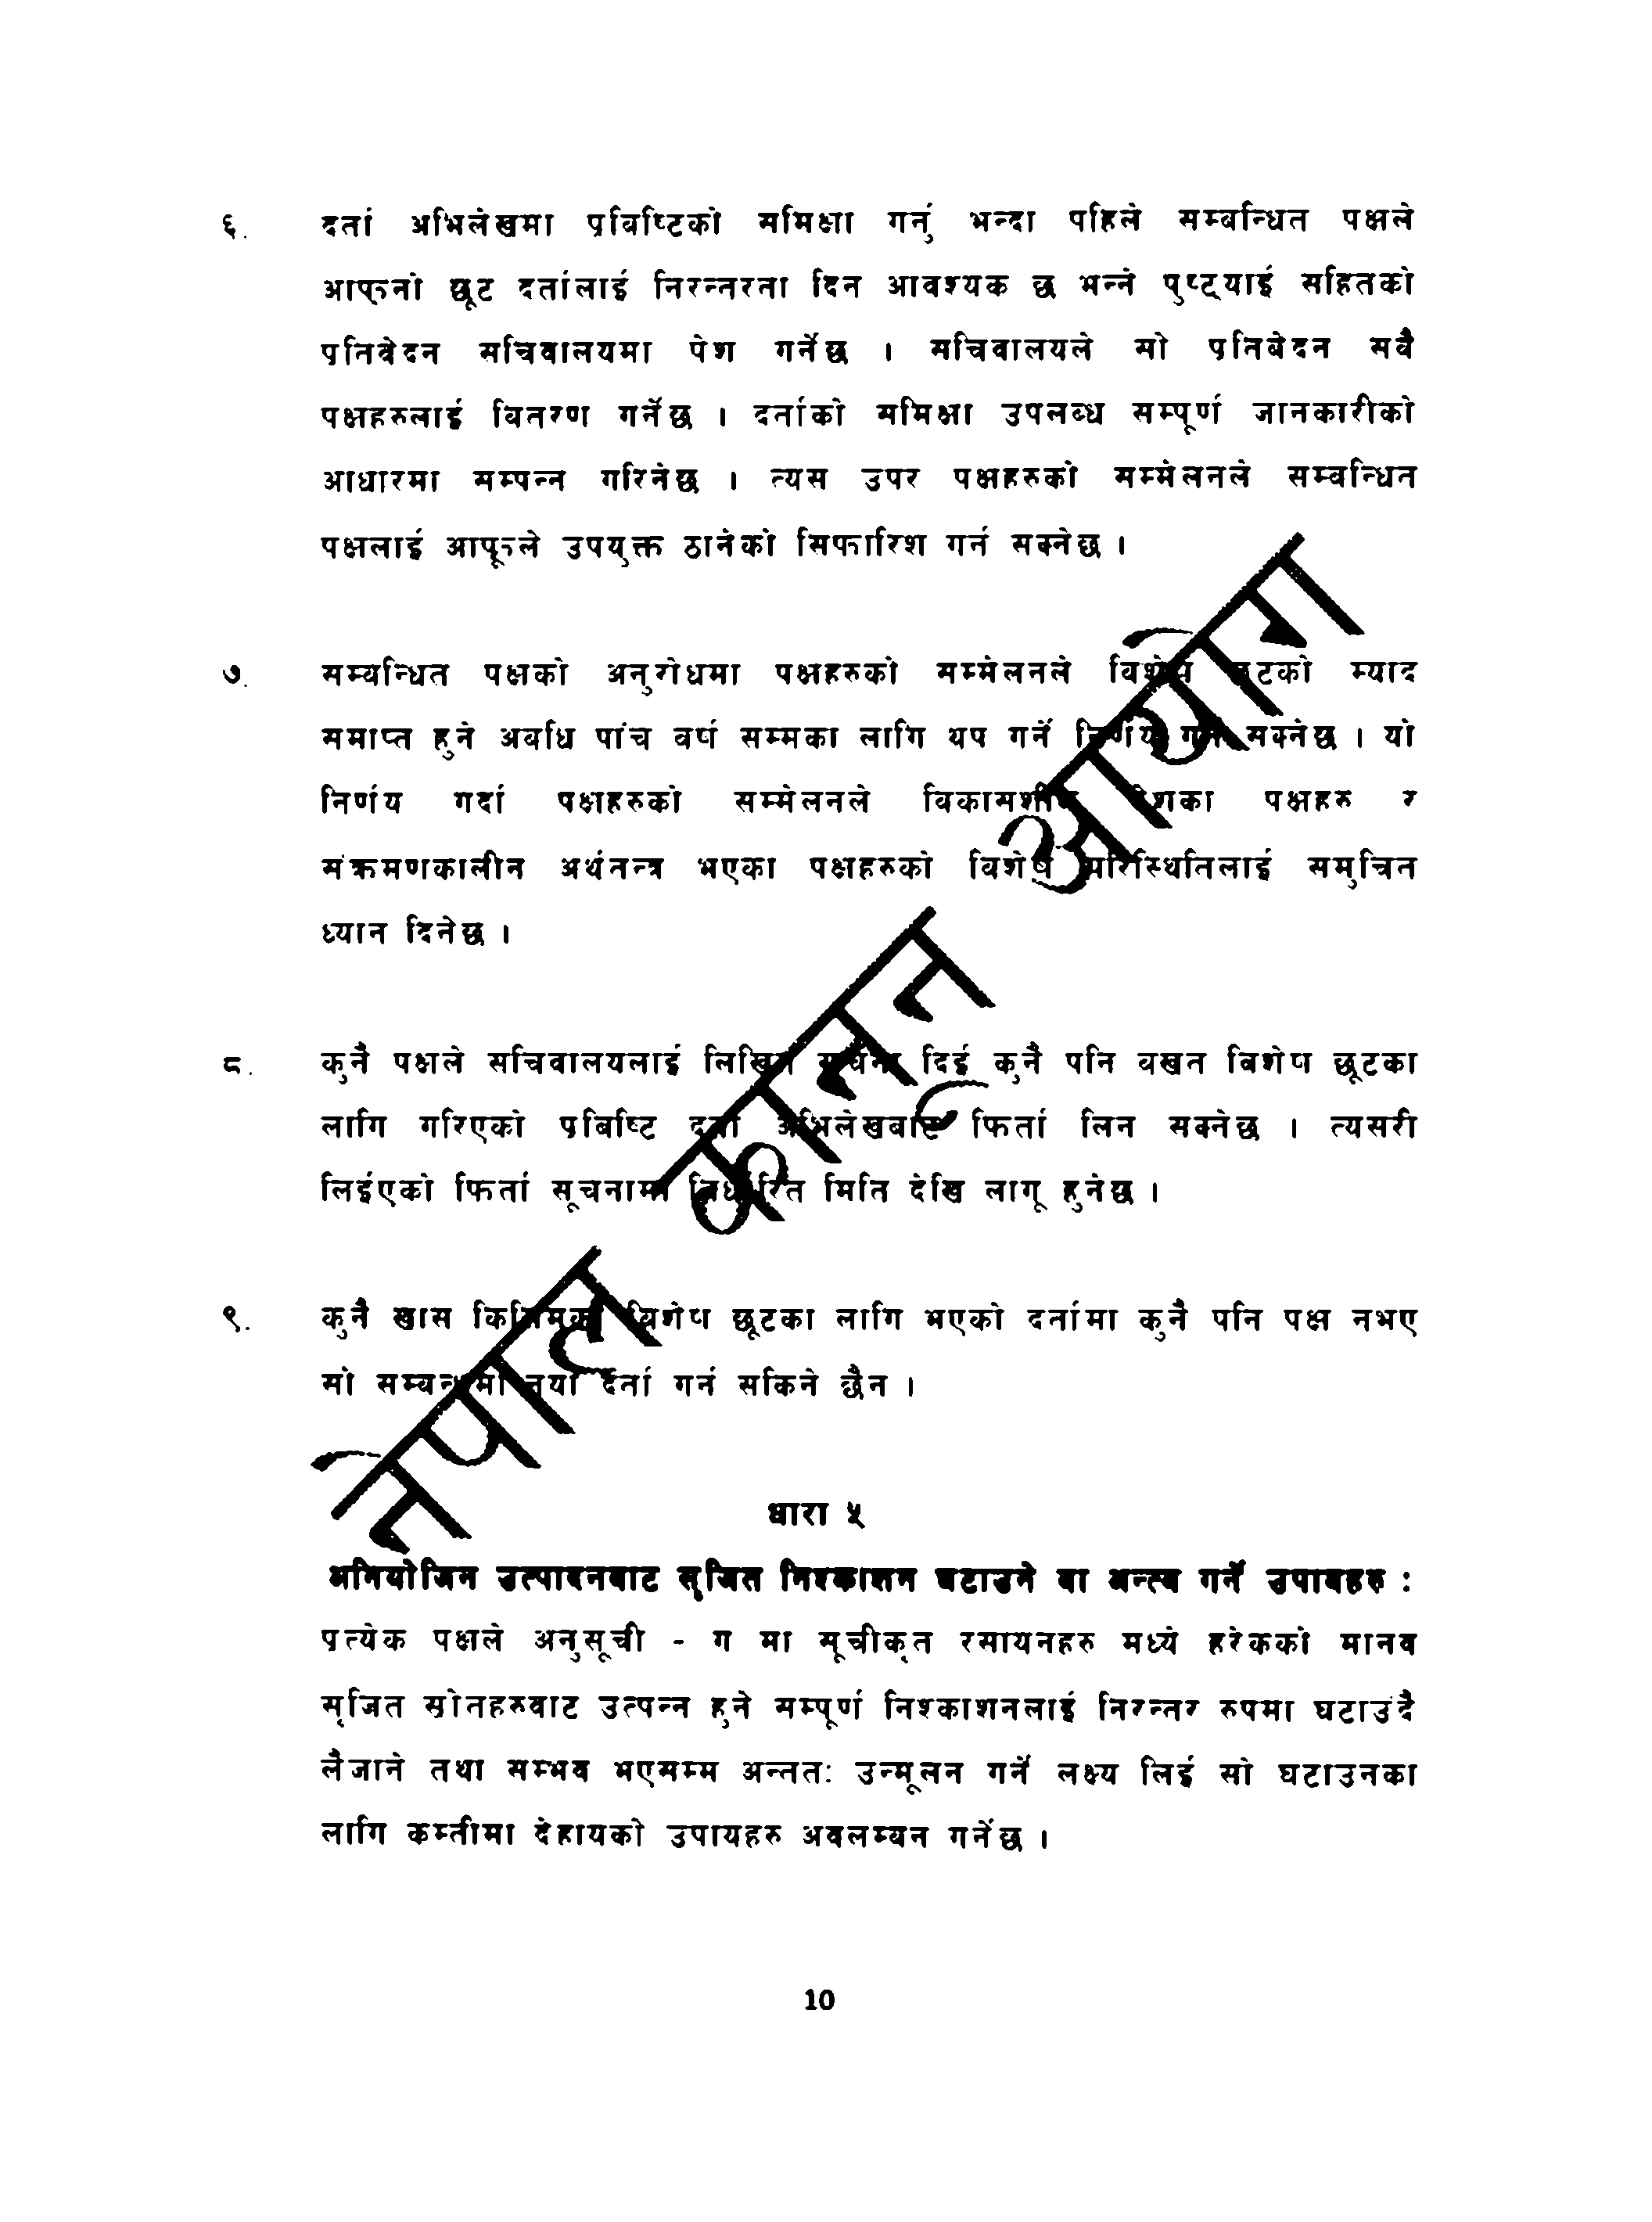 ६. दर्ता अभिलेखमा प्रबिष्टिको समिक्षा गर्नु भन्दा पहिले सम्बन्धित पक्षले
आफ्नो छूट दर्तालाई निरन्तरता दिन आवश्यक छ भन्ने पुष्ट्याई सहितको
प्रतिवेदन सचिवालयमा पेश गर्नेछ । सचिवालयले सो प्रतिबेदन सबै
पक्षहरुलाई बितरण गर्नेछ । दर्ताको समिक्षा उपलब्ध सम्पूर्ण जानकारीको
आधारमा सम्पन्न गरिनेछ । त्यस उपर पक्षहरुको सम्मेलनले सम्बन्धित
पक्षलाई आफूले उपयुक्त ठानेको सिफारिश गर्न सक्नेछ ।
७. सम्बन्धित पक्षको अनुरोधमा पक्षहरुको सम्मेलनले विशेष छूटको म्याद
समाप्त हुने अबधि पांच वर्ष सम्मका लागि थप गर्ने निर्णय गर्न सक्नेछ । यो
निर्णय गर्दा पक्षहरुको सम्मेलनले विकासशील देशका पक्षहरु र
संक्रमणकालीन अर्थतन्त्र भएका पक्षहरुको विशेष परिस्थितिलाई समुचित
ध्यान दिनेछ ।
८. कुनै पक्षले सचिवालयलाई लिखित सूचना दिई कुनै पनि बखत बिशेष छूटका
लागि गरिएको प्रबिष्टि दर्ता अभिलेखबाट फिर्ता लिन सक्नेछ । त्यसरी
लिईएको फिर्ता सूचनामा निर्धारित मिति देखि लागू हुनेछ ।
९. कुनै खास किसिमको विशेष छूटका लागि भएको दर्तामा कुनै पनि पक्ष नभए
सो सम्बन्धमा नयाँ दर्ता गर्न सकिने छैन ।
नेपाल कानून आयोग
धारा ५
अनियोजित उत्पादनबाट सृजित निश्काशन घटाउने वा अन्त्य गर्ने उपायहरु :
प्रत्येक पक्षले अनुसूची - ग मा सूचीकृत रसायनहरु मध्ये हरेकको मानव
सृजित स्रोतहरुबाट उत्पन्न हुने सम्पूर्ण निश्काशनलाई निरन्तर रुपमा घटाउंदै
लैजाने तथा सम्भव भएसम्म अन्ततः उन्मूलन गर्ने लक्ष्य लिई सो घटाउनका
लागि कम्तीमा देहायको उपायहरु अवलम्बन गर्नेछ ।
10